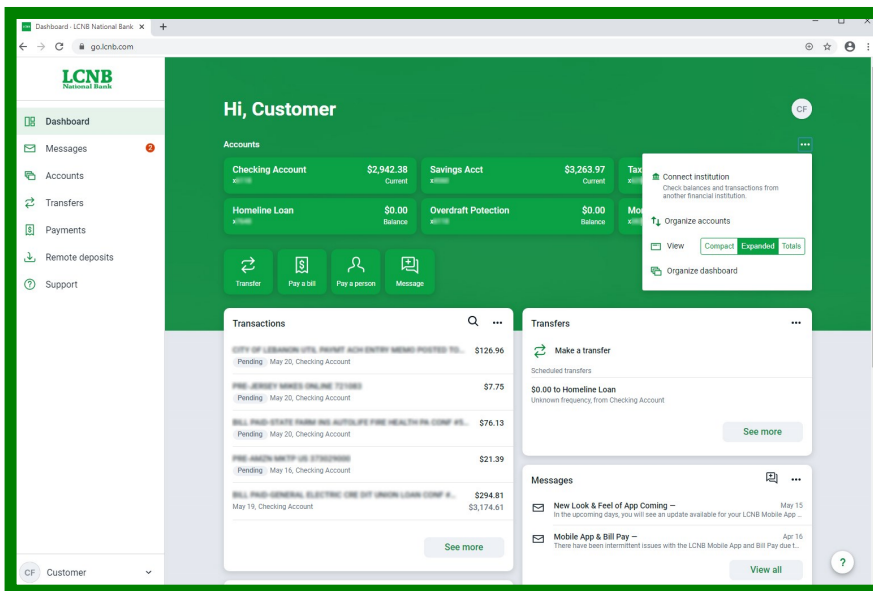 Dashboard - LCNB National Bank
go.lcnb.com
LCNB
National Bank
Dashboard
Messages 2
Accounts
Transfers
Payments
Remote deposits
Support
CF Customer
Hi, Customer
CF
Accounts
Checking Account $2,942.38
Current
Savings Acct $3,263.97
Current
Tax
Homeline Loan $0.00
Balance
Overdraft Potection $0.00
Balance
Mo
Connect institution
Check balances and transactions from
another financial institution.
Organize accounts
View Compact Expanded Totals
Organize dashboard
Transfer Pay a bill Pay a person Message
Transactions
$126.96
Pending May 20, Checking Account
$7.75
Pending May 20, Checking Account
$76.13
Pending May 20, Checking Account
$21.39
Pending May 16, Checking Account
$294.81
May 19, Checking Account $3,174.61
See more
Transfers
Make a transfer
Scheduled transfers
$0.00 to Homeline Loan
Unknown frequency, from Checking Account
See more
Messages
New Look & Feel of App Coming — May 15
In the upcoming days, you will see an update available for your LCNB Mobile App ...
Mobile App & Bill Pay — Apr 16
There have been intermittent issues with the LCNB Mobile App and Bill Pay due t...
View all
?